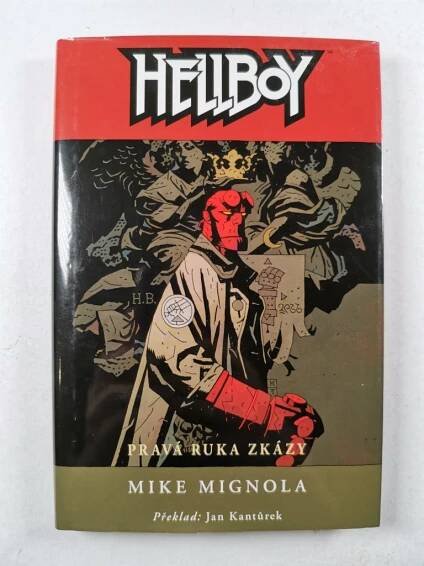 HELLBOY
H.B.
PRAVÁ RUKA ZKÁZY
MIKE MIGNOLA
Překlad: Jan Kantůrek